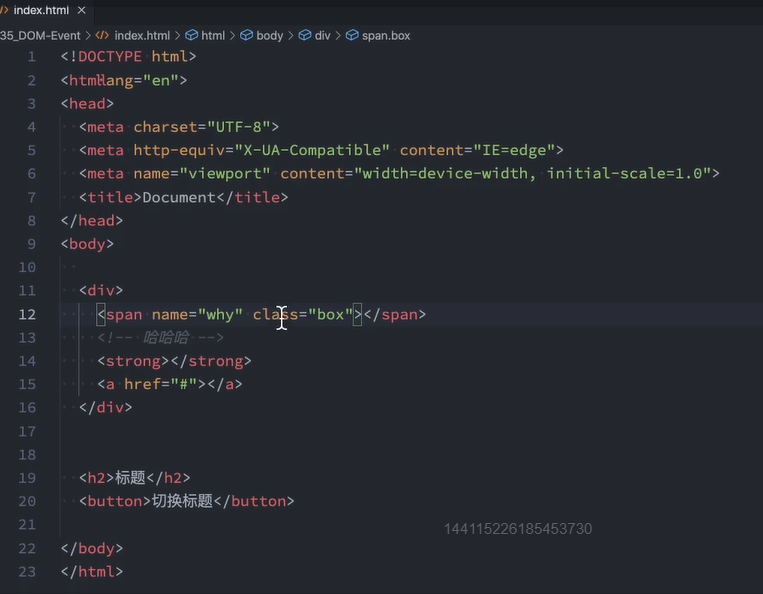 index.html
35_DOM-Event > index.html > html > body > div > span.box
1 <!DOCTYPE html>
2 <html lang="en">
3 <head>
4 <meta charset="UTF-8">
5 <meta http-equiv="X-UA-Compatible" content="IE=edge">
6 <meta name="viewport" content="width=device-width, initial-scale=1.0">
7 <title>Document</title>
8 </head>
9 <body>
10
11 <div>
12 <span name="why" class="box"></span>
13 <!-- 哈哈哈 -->
14 <strong></strong>
15 <a href="#"></a>
16 </div>
17
18
19 <h2>标题</h2>
20 <button>切换标题</button>
21
144115226185453730
22 </body>
23 </html>